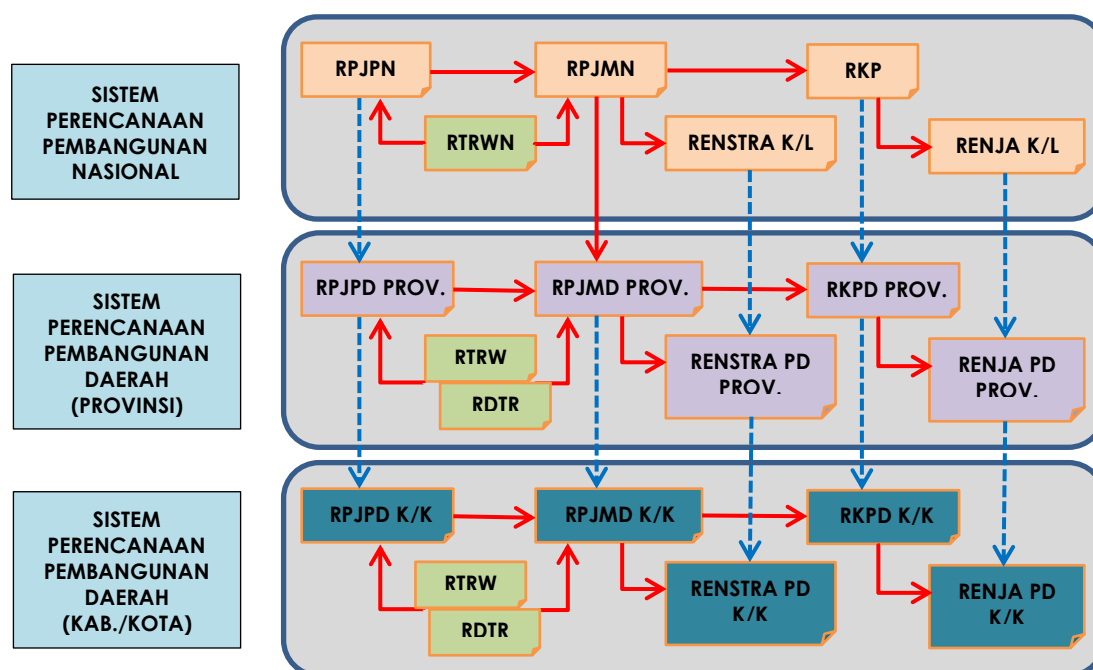 SISTEM
PERENCANAAN
PEMBANGUNAN
NASIONAL
RPJPN
RPJMN
RKP
RTRWN
RENSTRA K/L
RENJA K/L
SISTEM
PERENCANAAN
PEMBANGUNAN
DAERAH
(PROVINSI)
RPJPD PROV.
RPJMD PROV.
RKPD PROV.
RTRW
RDTR
RENSTRA PD
PROV.
RENJA PD
PROV.
SISTEM
PERENCANAAN
PEMBANGUNAN
DAERAH
(KAB./KOTA)
RPJPD K/K
RPJMD K/K
RKPD K/K
RTRW
RDTR
RENSTRA PD
K/K
RENJA PD
K/K